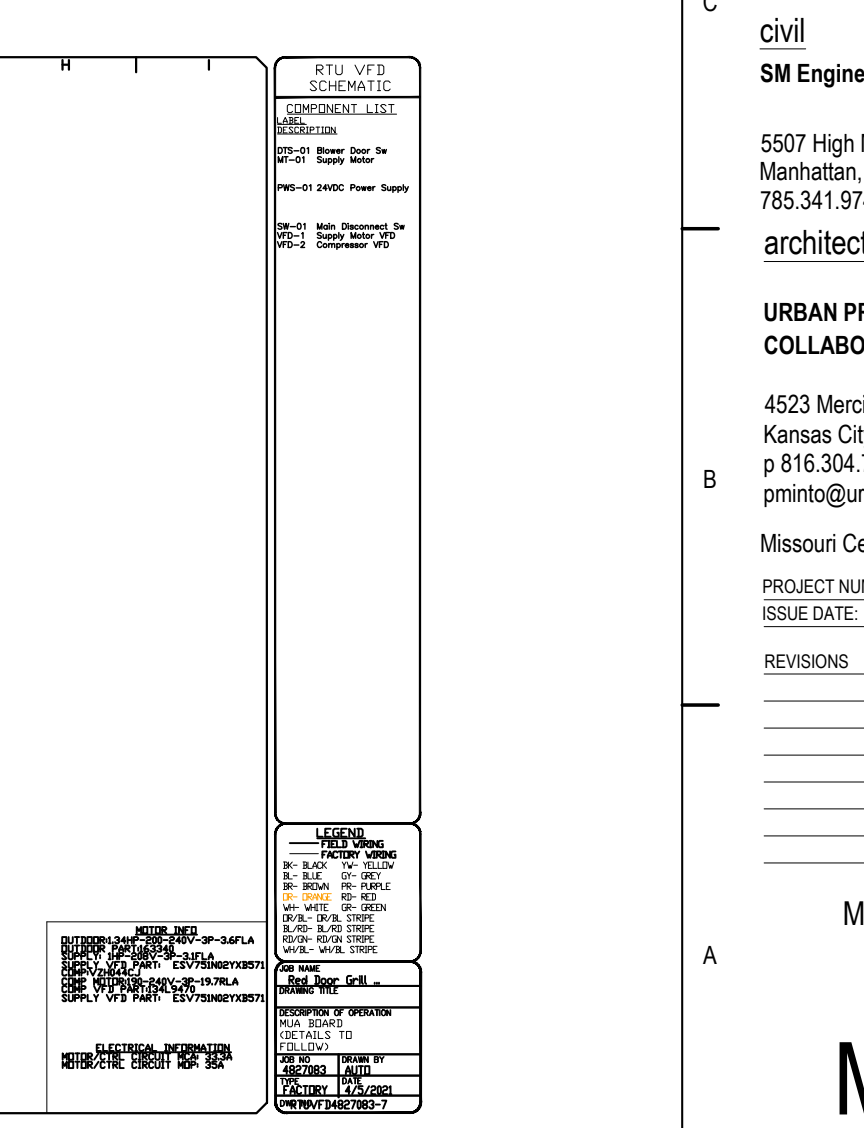 H
I
RTU VFD
SCHEMATIC
COMPONENT LIST
LABEL
DESCRIPTION
DTS-01 Blower Door Sw
MT-01 Supply Motor
PWS-01 24VDC Power Supply
SW-01 Main Disconnect Sw
VFD-1 Supply Motor VFD
VFD-2 Compressor VFD
LEGEND
FIELD WIRING
FACTORY WIRING
BK- BLACK YW- YELLOW
BL- BLUE GY- GREY
BR- BROWN PR- PURPLE
OR- ORANGE RD- RED
WH- WHITE GR- GREEN
OR/BL- OR/BL STRIPE
BL/RD- BL/RD STRIPE
RD/GN- RD/GN STRIPE
WH/BL- WH/BL STRIPE
MOTOR INFO
OUTDOOR:1.34HP-200-240V-3P-3.6FLA
OUTDOOR PART:163340
SUPPLY: 1HP-208V-3P-3.1FLA
SUPPLY VFD PART: ESV751N02YXB571
COMP:VZH044CJ
COMP MOTOR:190-240V-3P-19.7RLA
COMP VFD PART:134L9470
SUPPLY VFD PART: ESV751N02YXB571
ELECTRICAL INFORMATION
MOTOR/CTRL CIRCUIT MCA: 33.3A
MOTOR/CTRL CIRCUIT MOP: 35A
JOB NAME
Red Door Grill ...
DRAWING TITLE
DESCRIPTION OF OPERATION
MUA BOARD
(DETAILS TO
FOLLOW)
JOB NO
4827083
DRAWN BY
AUTO
TYPE
FACTORY
DATE
4/5/2021
RTUVFD4827083-7
C
civil
SM Engine
5507 High
Manhattan,
785.341.97
architect
URBAN PR
COLLABO
4523 Merci
Kansas Cit
p 816.304.
pminto@ur
B
Missouri Ce
PROJECT NU
ISSUE DATE:
REVISIONS
M
A
M